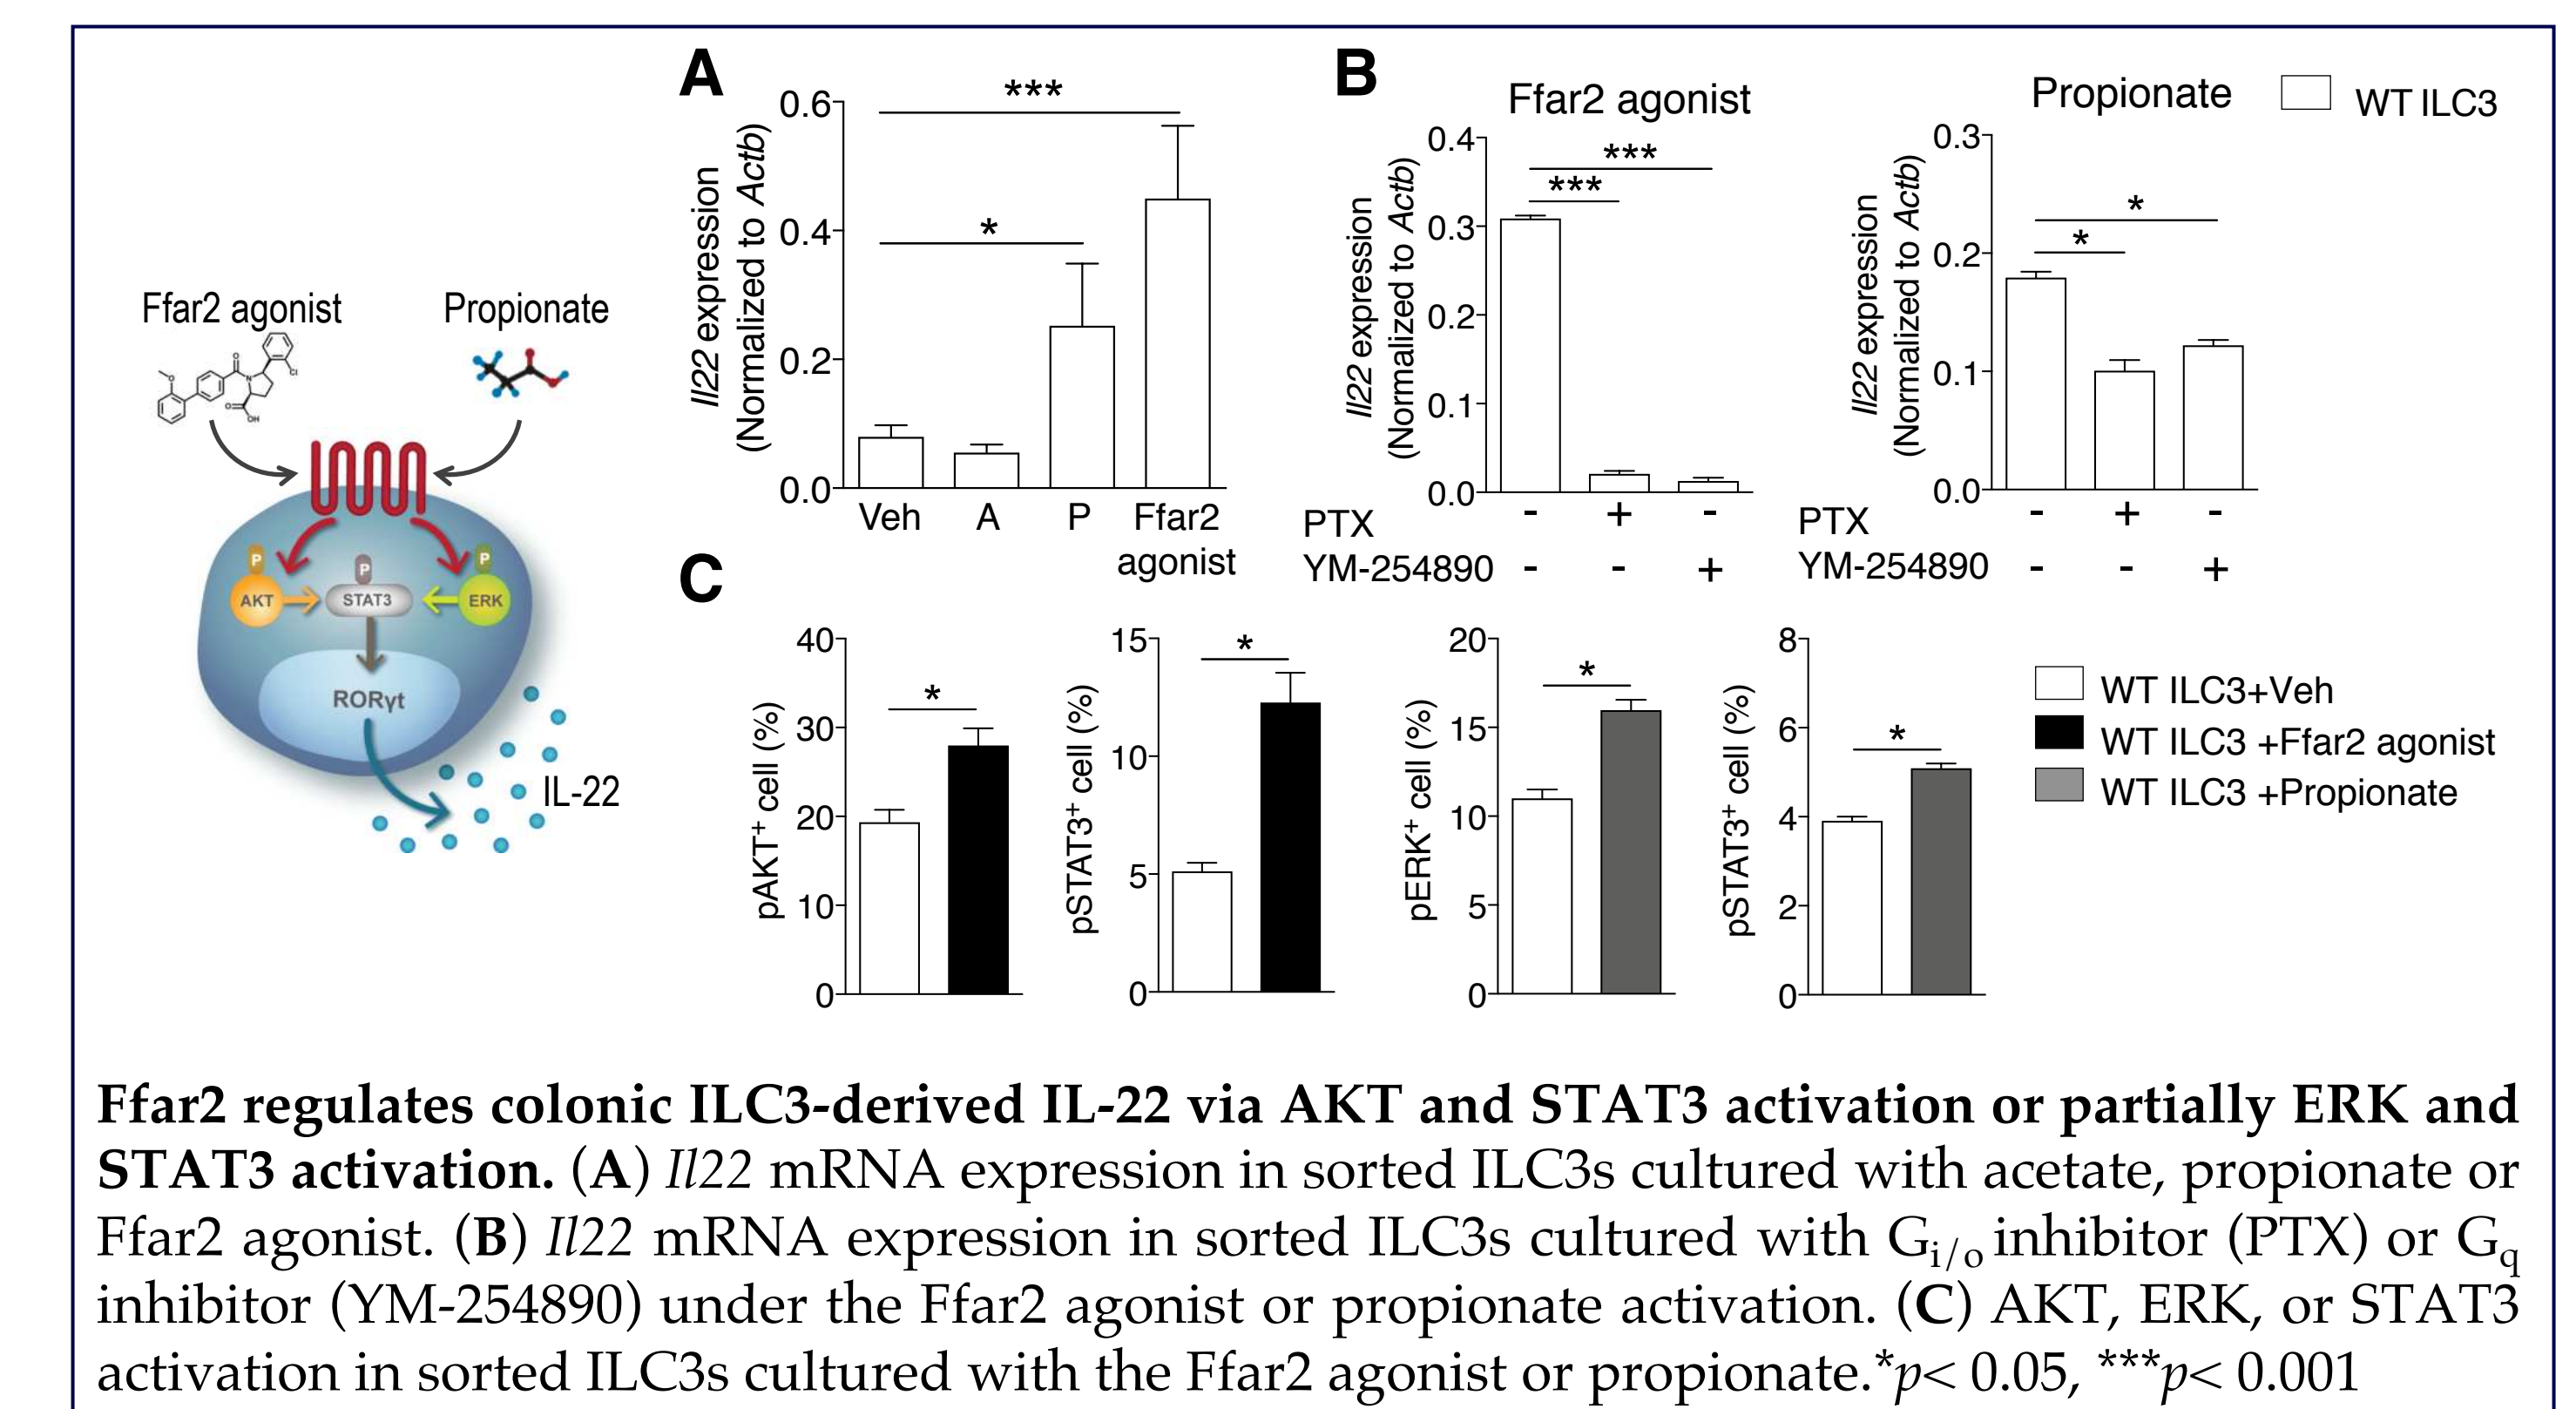 Ffar2 agonist
Propionate
O
N
Cl
O
O
OH
P
P
P
AKT
STAT3
ERK
RORγt
IL-22
A
Il22 expression
(Normalized to Actb)
0.6
0.4
0.2
0.0
***
*
Veh A P Ffar2
agonist
B
Ffar2 agonist
Il22 expression
(Normalized to Actb)
0.4
0.3
0.2
0.1
0.0
***
***
PTX - + -
YM-254890 - - +
Propionate
WT ILC3
Il22 expression
(Normalized to Actb)
0.3
0.2
0.1
0.0
*
*
PTX - + -
YM-254890 - - +
C
pAKT+ cell (%)
40
30
20
10
0
*
pSTAT3+ cell (%)
15
10
5
0
*
pERK+ cell (%)
20
15
10
5
0
*
pSTAT3+ cell (%)
8
6
4
2
0
*
WT ILC3+Veh
WT ILC3 +Ffar2 agonist
WT ILC3 +Propionate
Ffar2 regulates colonic ILC3-derived IL-22 via AKT and STAT3 activation or partially ERK and
STAT3 activation. (A) Il22 mRNA expression in sorted ILC3s cultured with acetate, propionate or
Ffar2 agonist. (B) Il22 mRNA expression in sorted ILC3s cultured with Gi/o inhibitor (PTX) or Gq
inhibitor (YM-254890) under the Ffar2 agonist or propionate activation. (C) AKT, ERK, or STAT3
activation in sorted ILC3s cultured with the Ffar2 agonist or propionate.*p< 0.05, ***p< 0.001